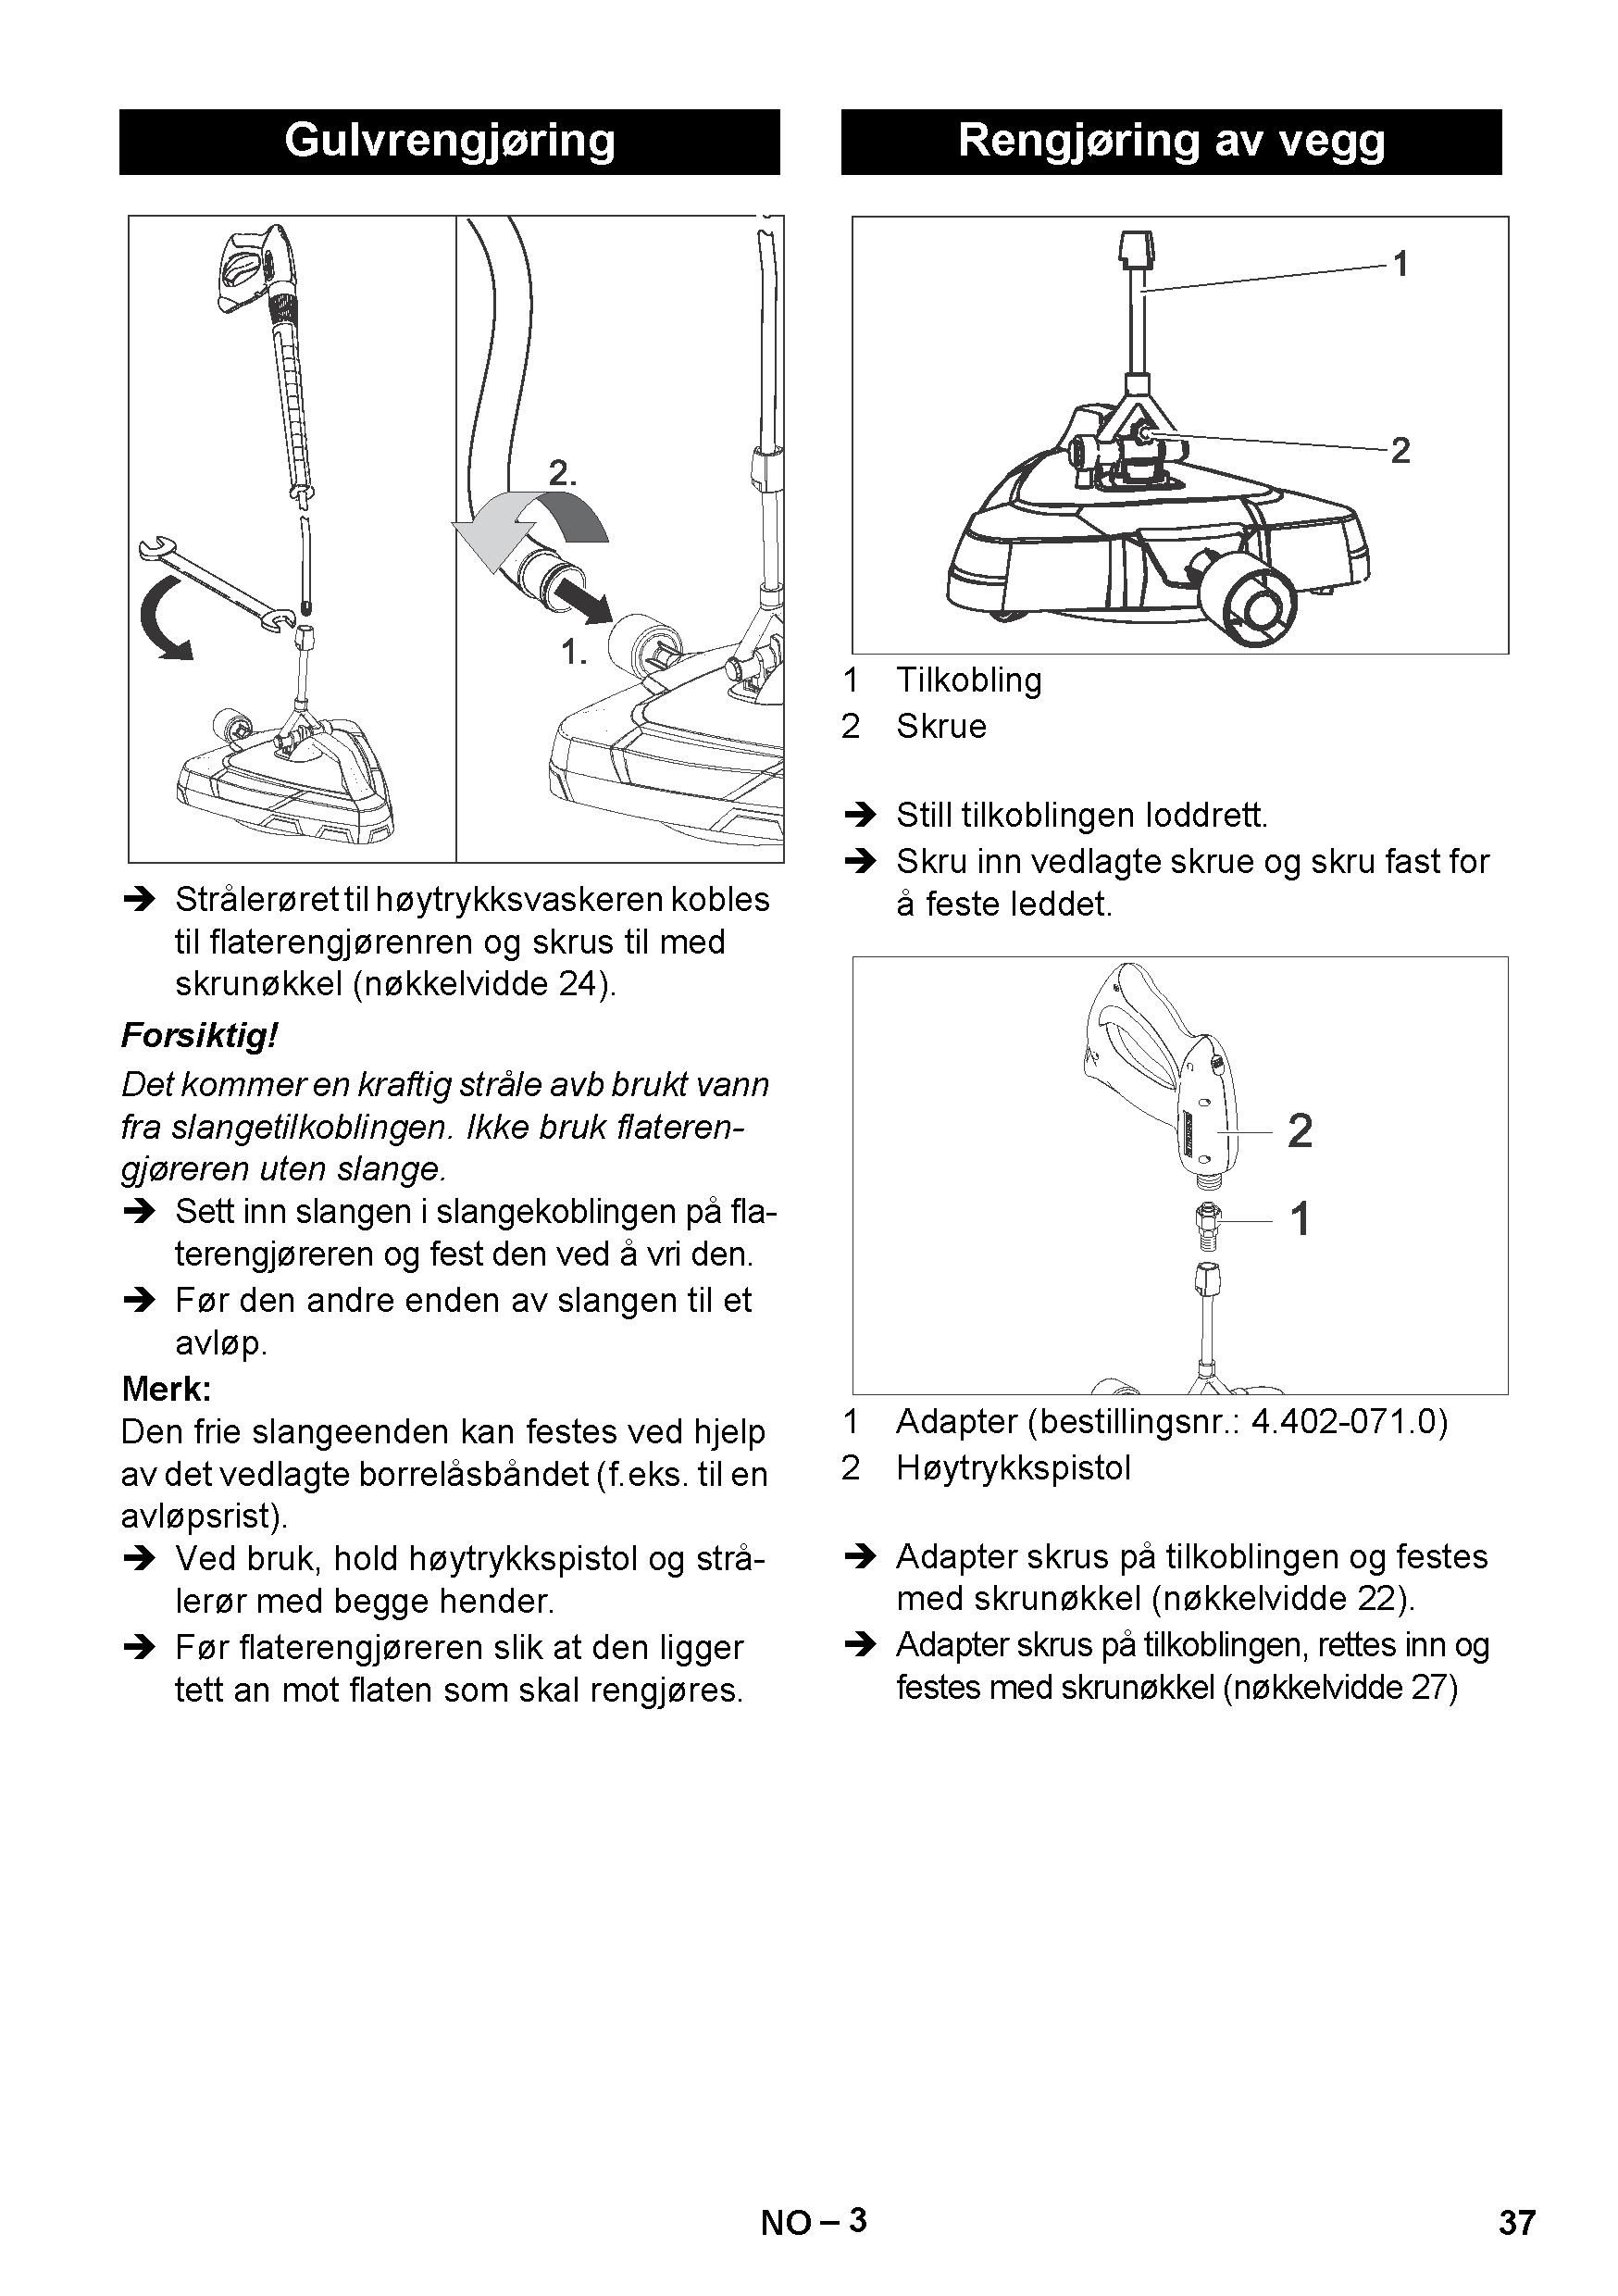 Gulvrengjøring
2.
1.
➔ Strålerøret til høytrykksvaskeren kobles
til flaterengjørenren og skrus til med
skrunøkkel (nøkkelvidde 24).
Forsiktig!
Det kommer en kraftig stråle avb brukt vann
fra slangetilkoblingen. Ikke bruk flateren-
gjøreren uten slange.
➔ Sett inn slangen i slangekoblingen på fla-
terengjøreren og fest den ved å vri den.
➔ Før den andre enden av slangen til et
avløp.
Merk:
Den frie slangeenden kan festes ved hjelp
av det vedlagte borrelåsbåndet (f.eks. til en
avløpsrist).
➔ Ved bruk, hold høytrykkspistol og strå-
lerør med begge hender.
➔ Før flaterengjøreren slik at den ligger
tett an mot flaten som skal rengjøres.
Rengjøring av vegg
1
2
1 Tilkobling
2 Skrue
➔ Still tilkoblingen loddrett.
➔ Skru inn vedlagte skrue og skru fast for
å feste leddet.
2
1
1 Adapter (bestillingsnr.: 4.402-071.0)
2 Høytrykkspistol
➔ Adapter skrus på tilkoblingen og festes
med skrunøkkel (nøkkelvidde 22).
➔ Adapter skrus på tilkoblingen, rettes inn og
festes med skrunøkkel (nøkkelvidde 27)
NO – 3
37